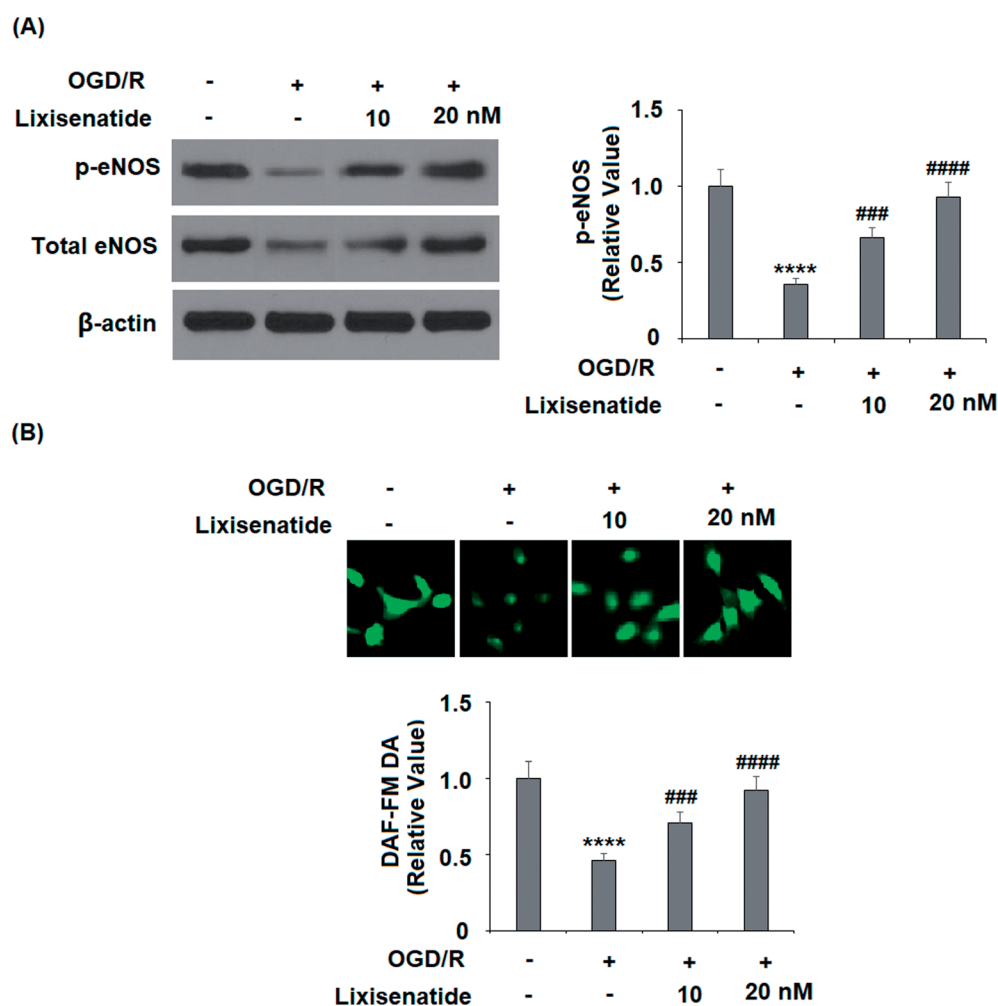 (A)
OGD/R - + + +
Lixisenatide - - 10 20 nM
p-eNOS
Total eNOS
β-actin
p-eNOS
(Relative Value)
1.5
1.0
0.5
0
****
###
####
OGD/R - + + +
Lixisenatide - - 10 20 nM
(B)
OGD/R - + + +
Lixisenatide - - 10 20 nM
DAF-FM DA
(Relative Value)
1.5
1.0
0.5
0
****
###
####
OGD/R - + + +
Lixisenatide - - 10 20 nM